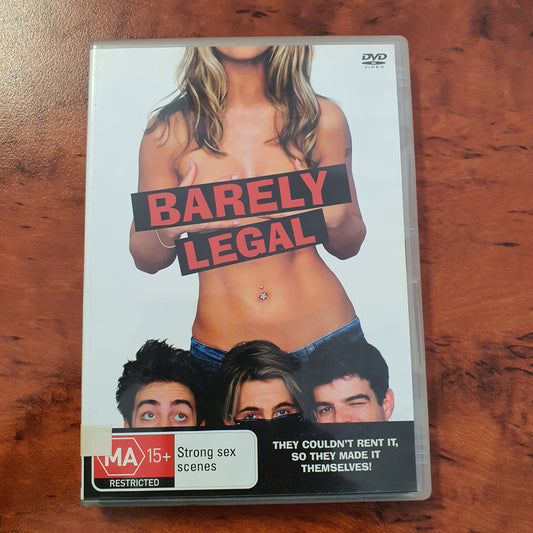 DVD
VIDEO
BARELY
LEGAL
MA 15+
Strong sex
scenes
RESTRICTED
THEY COULDN'T RENT IT,
SO THEY MADE IT
THEMSELVES!